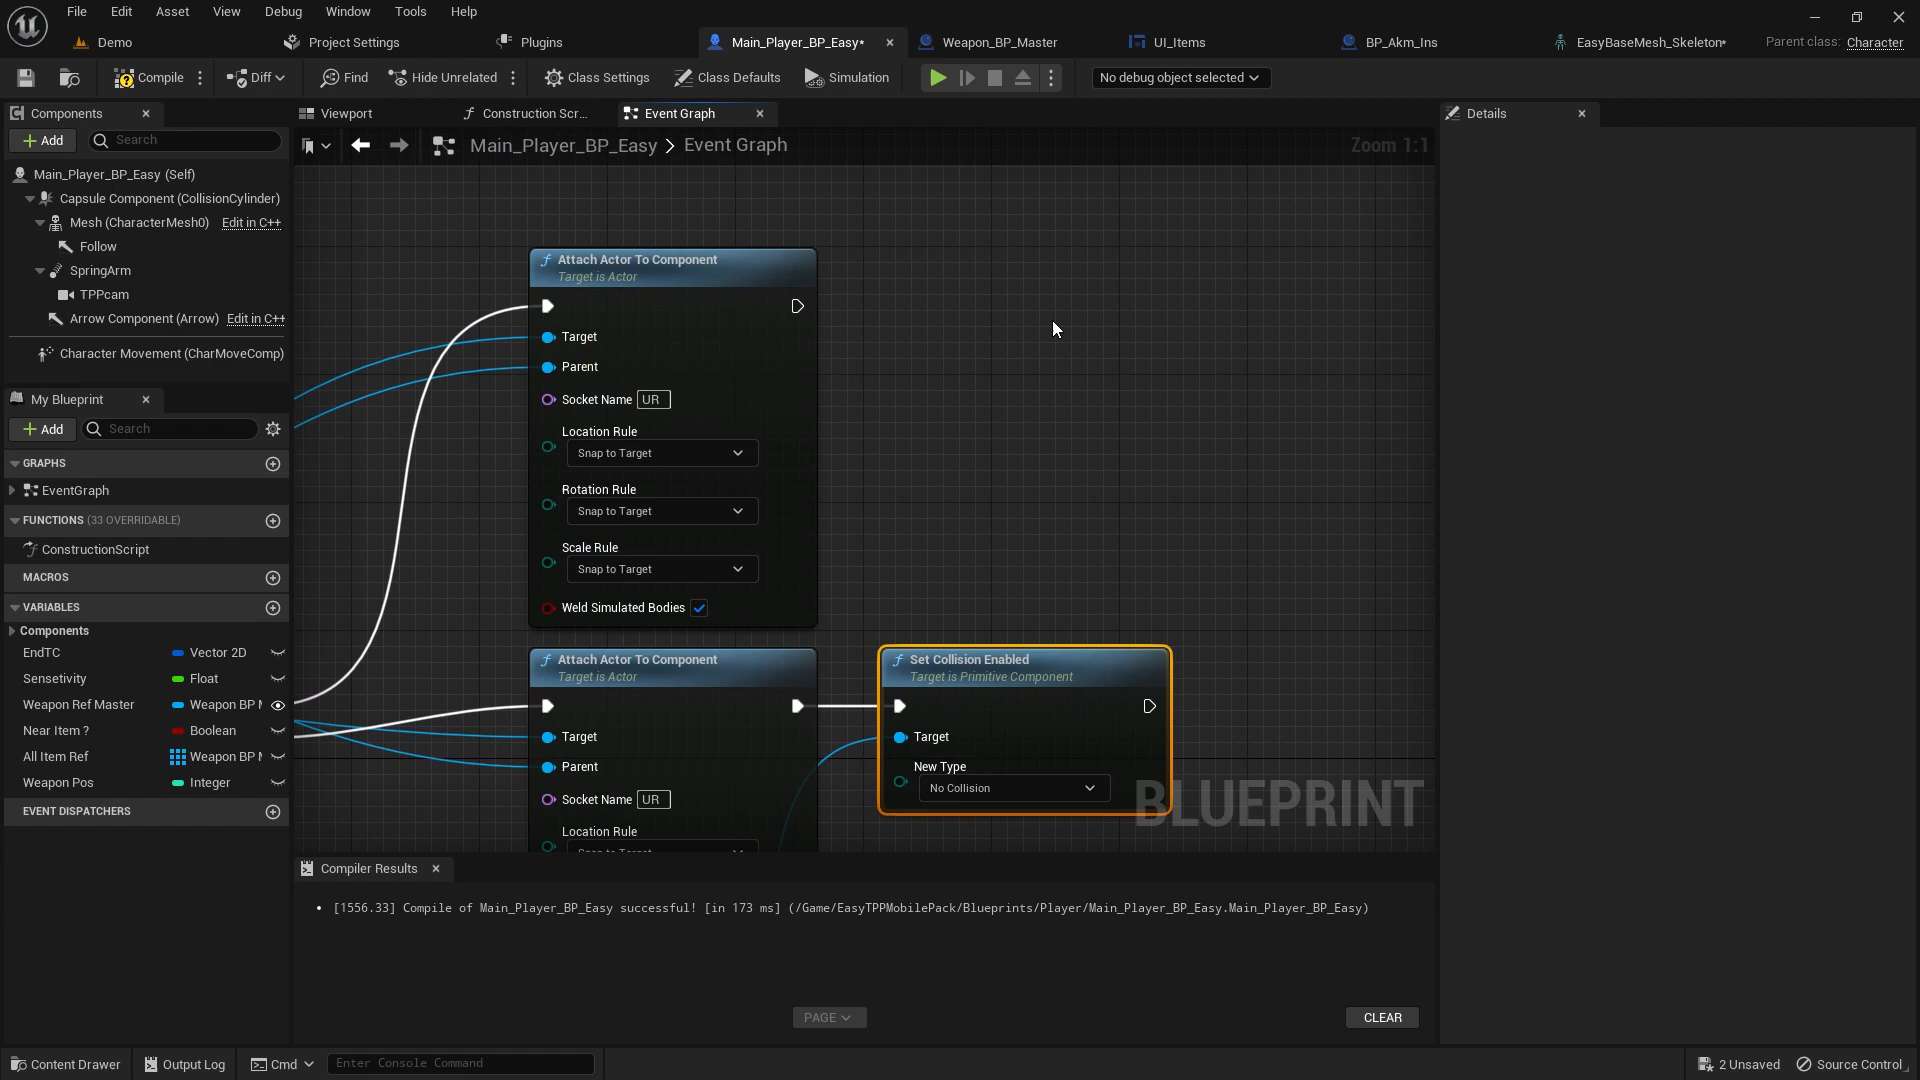 File Edit Asset View Debug Window Tools Help
Demo Project Settings Plugins Main_Player_BP_Easy* Weapon_BP_Master UI_Items BP_Akm_Ins EasyBaseMesh_Skeleton* Parent class: Character
Compile Diff Find Hide Unrelated Class Settings Class Defaults Simulation No debug object selected
Components
Add Search
Main_Player_BP_Easy (Self)
Capsule Component (CollisionCylinder)
Mesh (CharacterMesh0) Edit in C++
Follow
SpringArm
TPPcam
Arrow Component (Arrow) Edit in C++
Character Movement (CharMoveComp)
My Blueprint
Add Search
GRAPHS
EventGraph
FUNCTIONS (33 OVERRIDABLE)
ConstructionScript
MACROS
VARIABLES
Components
EndTC Vector 2D
Sensetivity Float
Weapon Ref Master Weapon BP
Near Item ? Boolean
All Item Ref Weapon BP
Weapon Pos Integer
EVENT DISPATCHERS
Viewport Construction Scr... Event Graph
Main_Player_BP_Easy > Event Graph Zoom 1:1
Attach Actor To Component
Target is Actor
Target
Parent
Socket Name UR
Location Rule
Snap to Target
Rotation Rule
Snap to Target
Scale Rule
Snap to Target
Weld Simulated Bodies
Attach Actor To Component
Target is Actor
Target
Parent
Socket Name UR
Location Rule
Snap to Target
Set Collision Enabled
Target is Primitive Component
Target
New Type
No Collision
BLUEPRINT
Compiler Results
[1556.33] Compile of Main_Player_BP_Easy successful! [in 173 ms] (/Game/EasyTPPMobilePack/Blueprints/Player/Main_Player_BP_Easy.Main_Player_BP_Easy)
PAGE CLEAR
Details
Content Drawer Output Log Cmd Enter Console Command 2 Unsaved Source Control